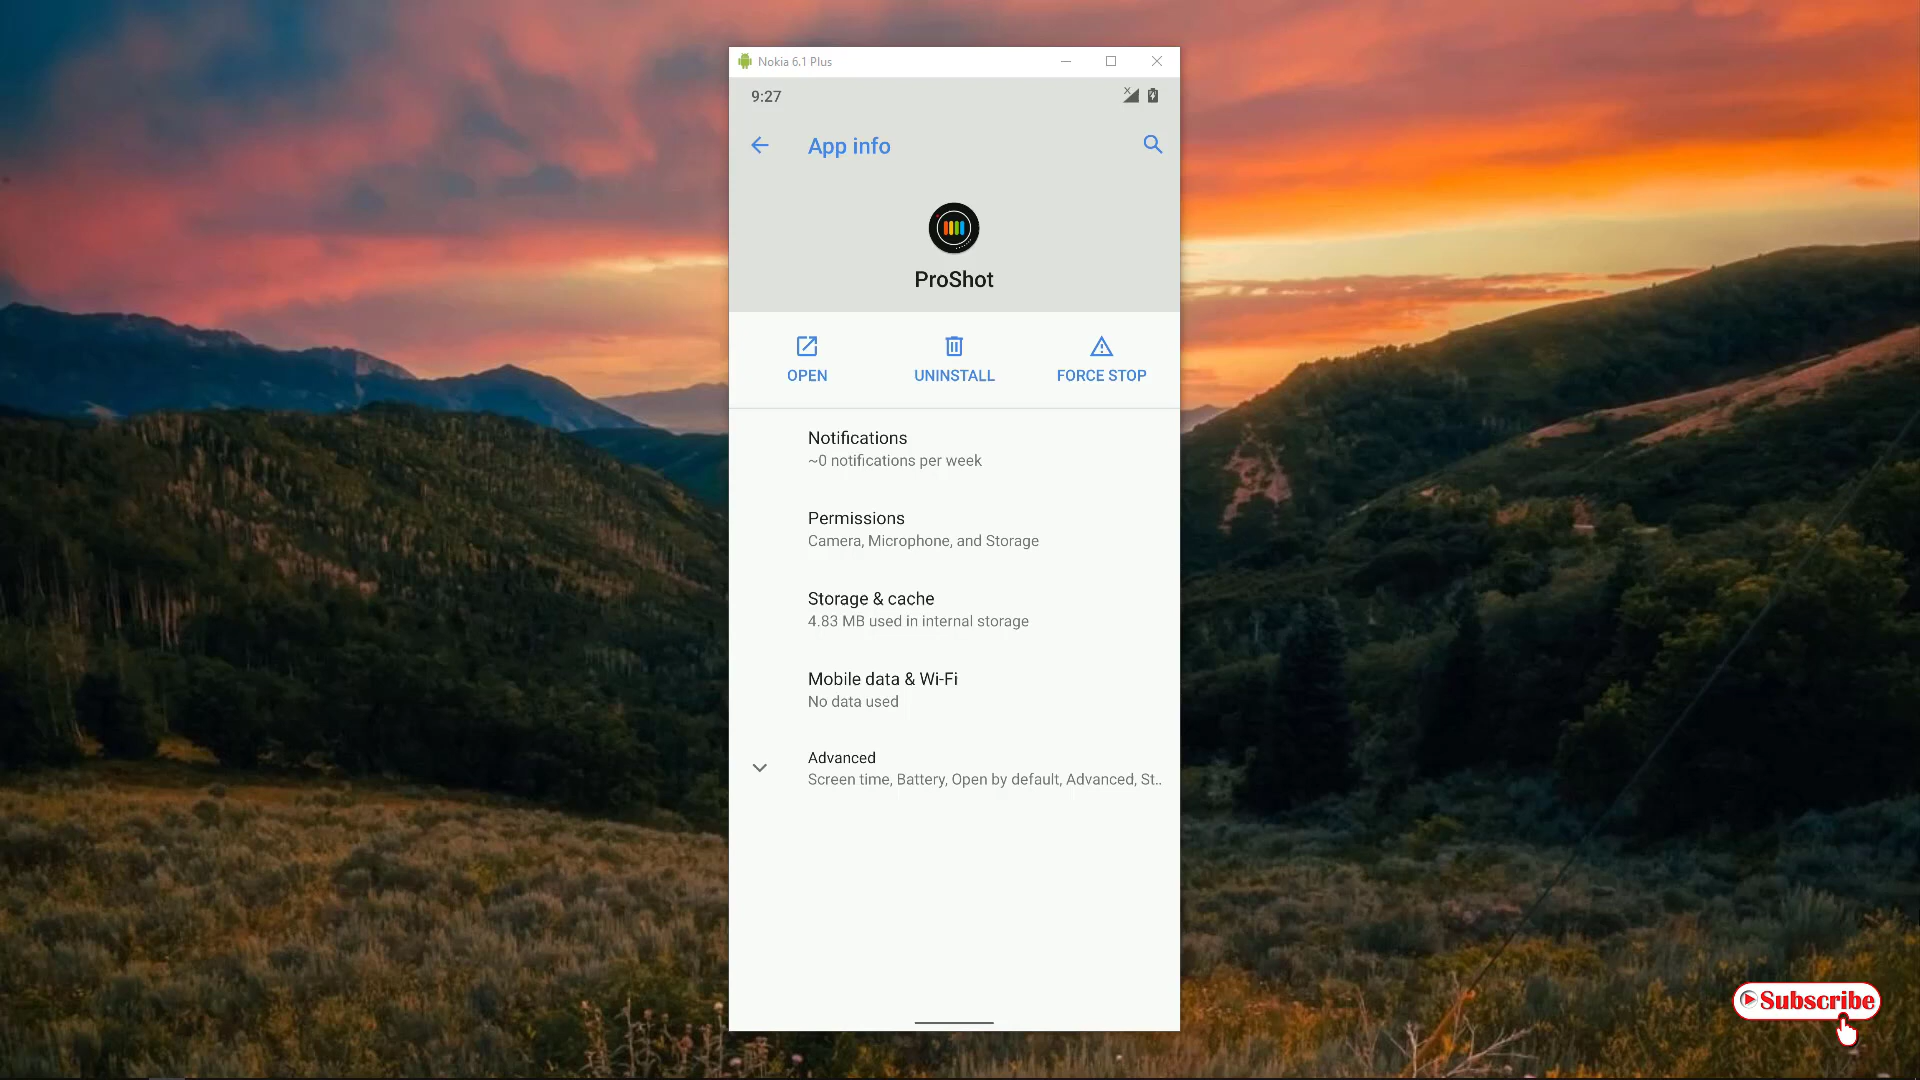 Nokia 6.1 Plus
9:27
App info
ProShot
OPEN
UNINSTALL
FORCE STOP
Notifications
~0 notifications per week
Permissions
Camera, Microphone, and Storage
Storage & cache
4.83 MB used in internal storage
Mobile data & Wi-Fi
No data used
Advanced
Screen time, Battery, Open by default, Advanced, St..
Subscribe